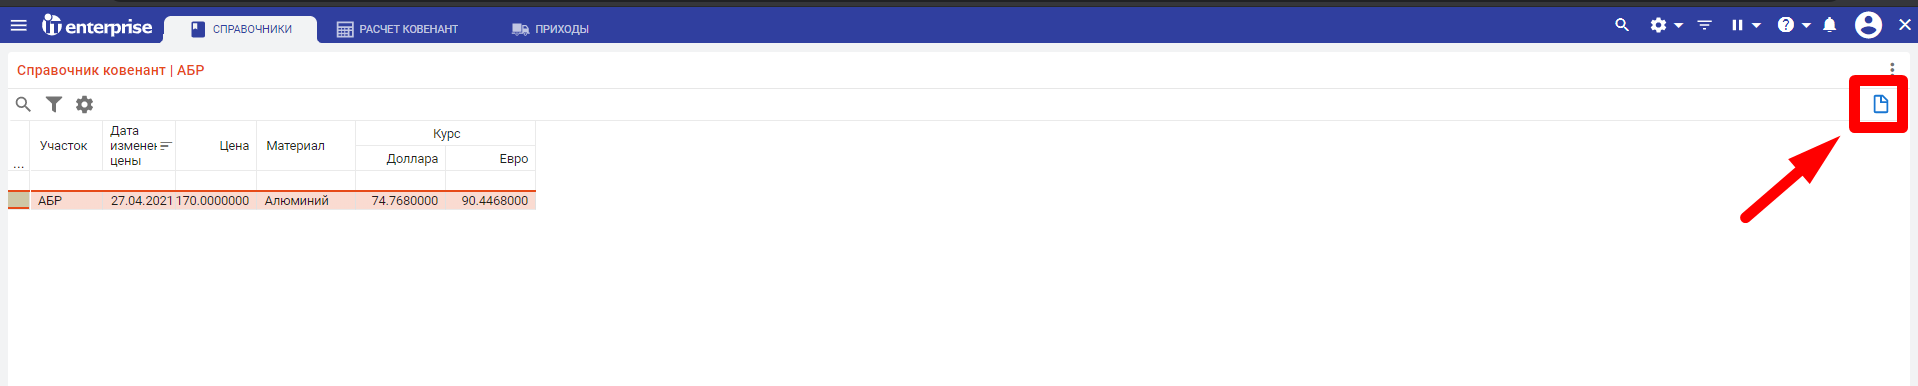 iT enterprise
СПРАВОЧНИКИ
РАСЧЕТ КОВЕНАНТ
ПРИХОДЫ
Справочник ковенант | АБР
...
Участок
Дата
изменен
цены
Цена
Материал
Курс
Доллара
Евро
АБР 27.04.2021 170.0000000 Алюминий 74.7680000 90.4468000